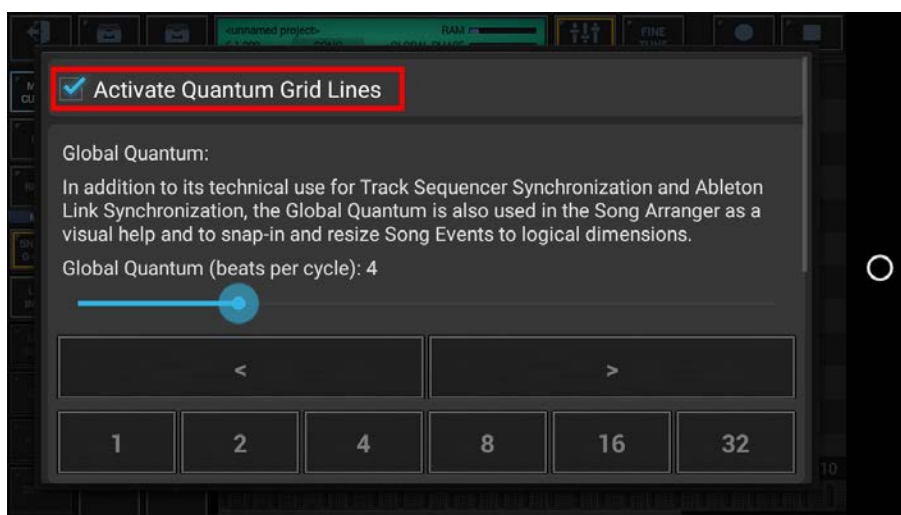 <unnamed project>
RAM
FINE
TUNE
Activate Quantum Grid Lines
Global Quantum:
In addition to its technical use for Track Sequencer Synchronization and Ableton
Link Synchronization, the Global Quantum is also used in the Song Arranger as a
visual help and to snap-in and resize Song Events to logical dimensions.
Global Quantum (beats per cycle): 4
< >
1 2 4 8 16 32
10